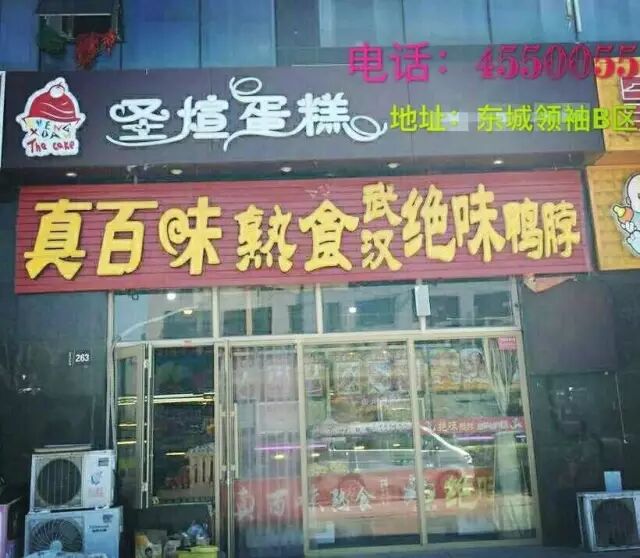 电话：4550055
地址：东城领袖B区
The cake
圣煊蛋糕
真百味熟食武汉绝味鸭脖
263